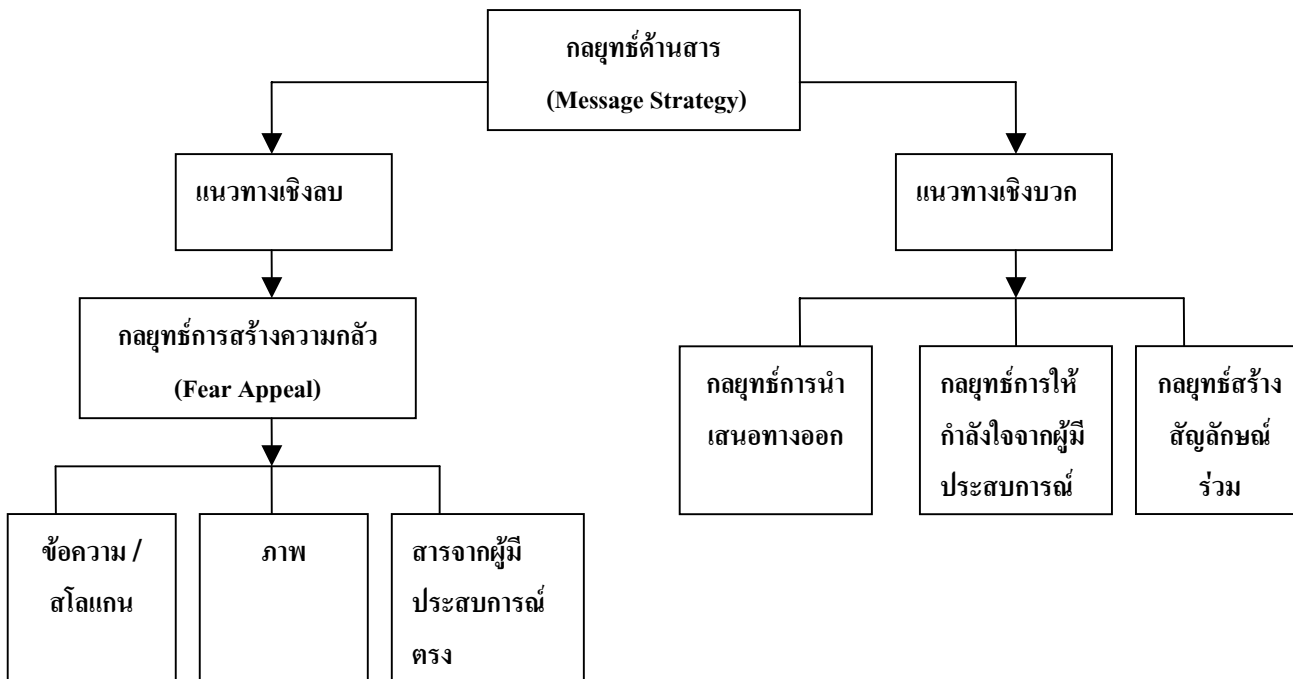 กลยุทธ์ด้านสาร
(Message Strategy)
แนวทางเชิงลบ
แนวทางเชิงบวก
กลยุทธ์การสร้างความกลัว
(Fear Appeal)
กลยุทธ์การนำ
เสนอทางออก
กลยุทธ์การให้
กำลังใจจากผู้มี
ประสบการณ์
กลยุทธ์สร้าง
สัญลักษณ์
ร่วม
ข้อความ /
สโลแกน
ภาพ
สารจากผู้มี
ประสบการณ์
ตรง